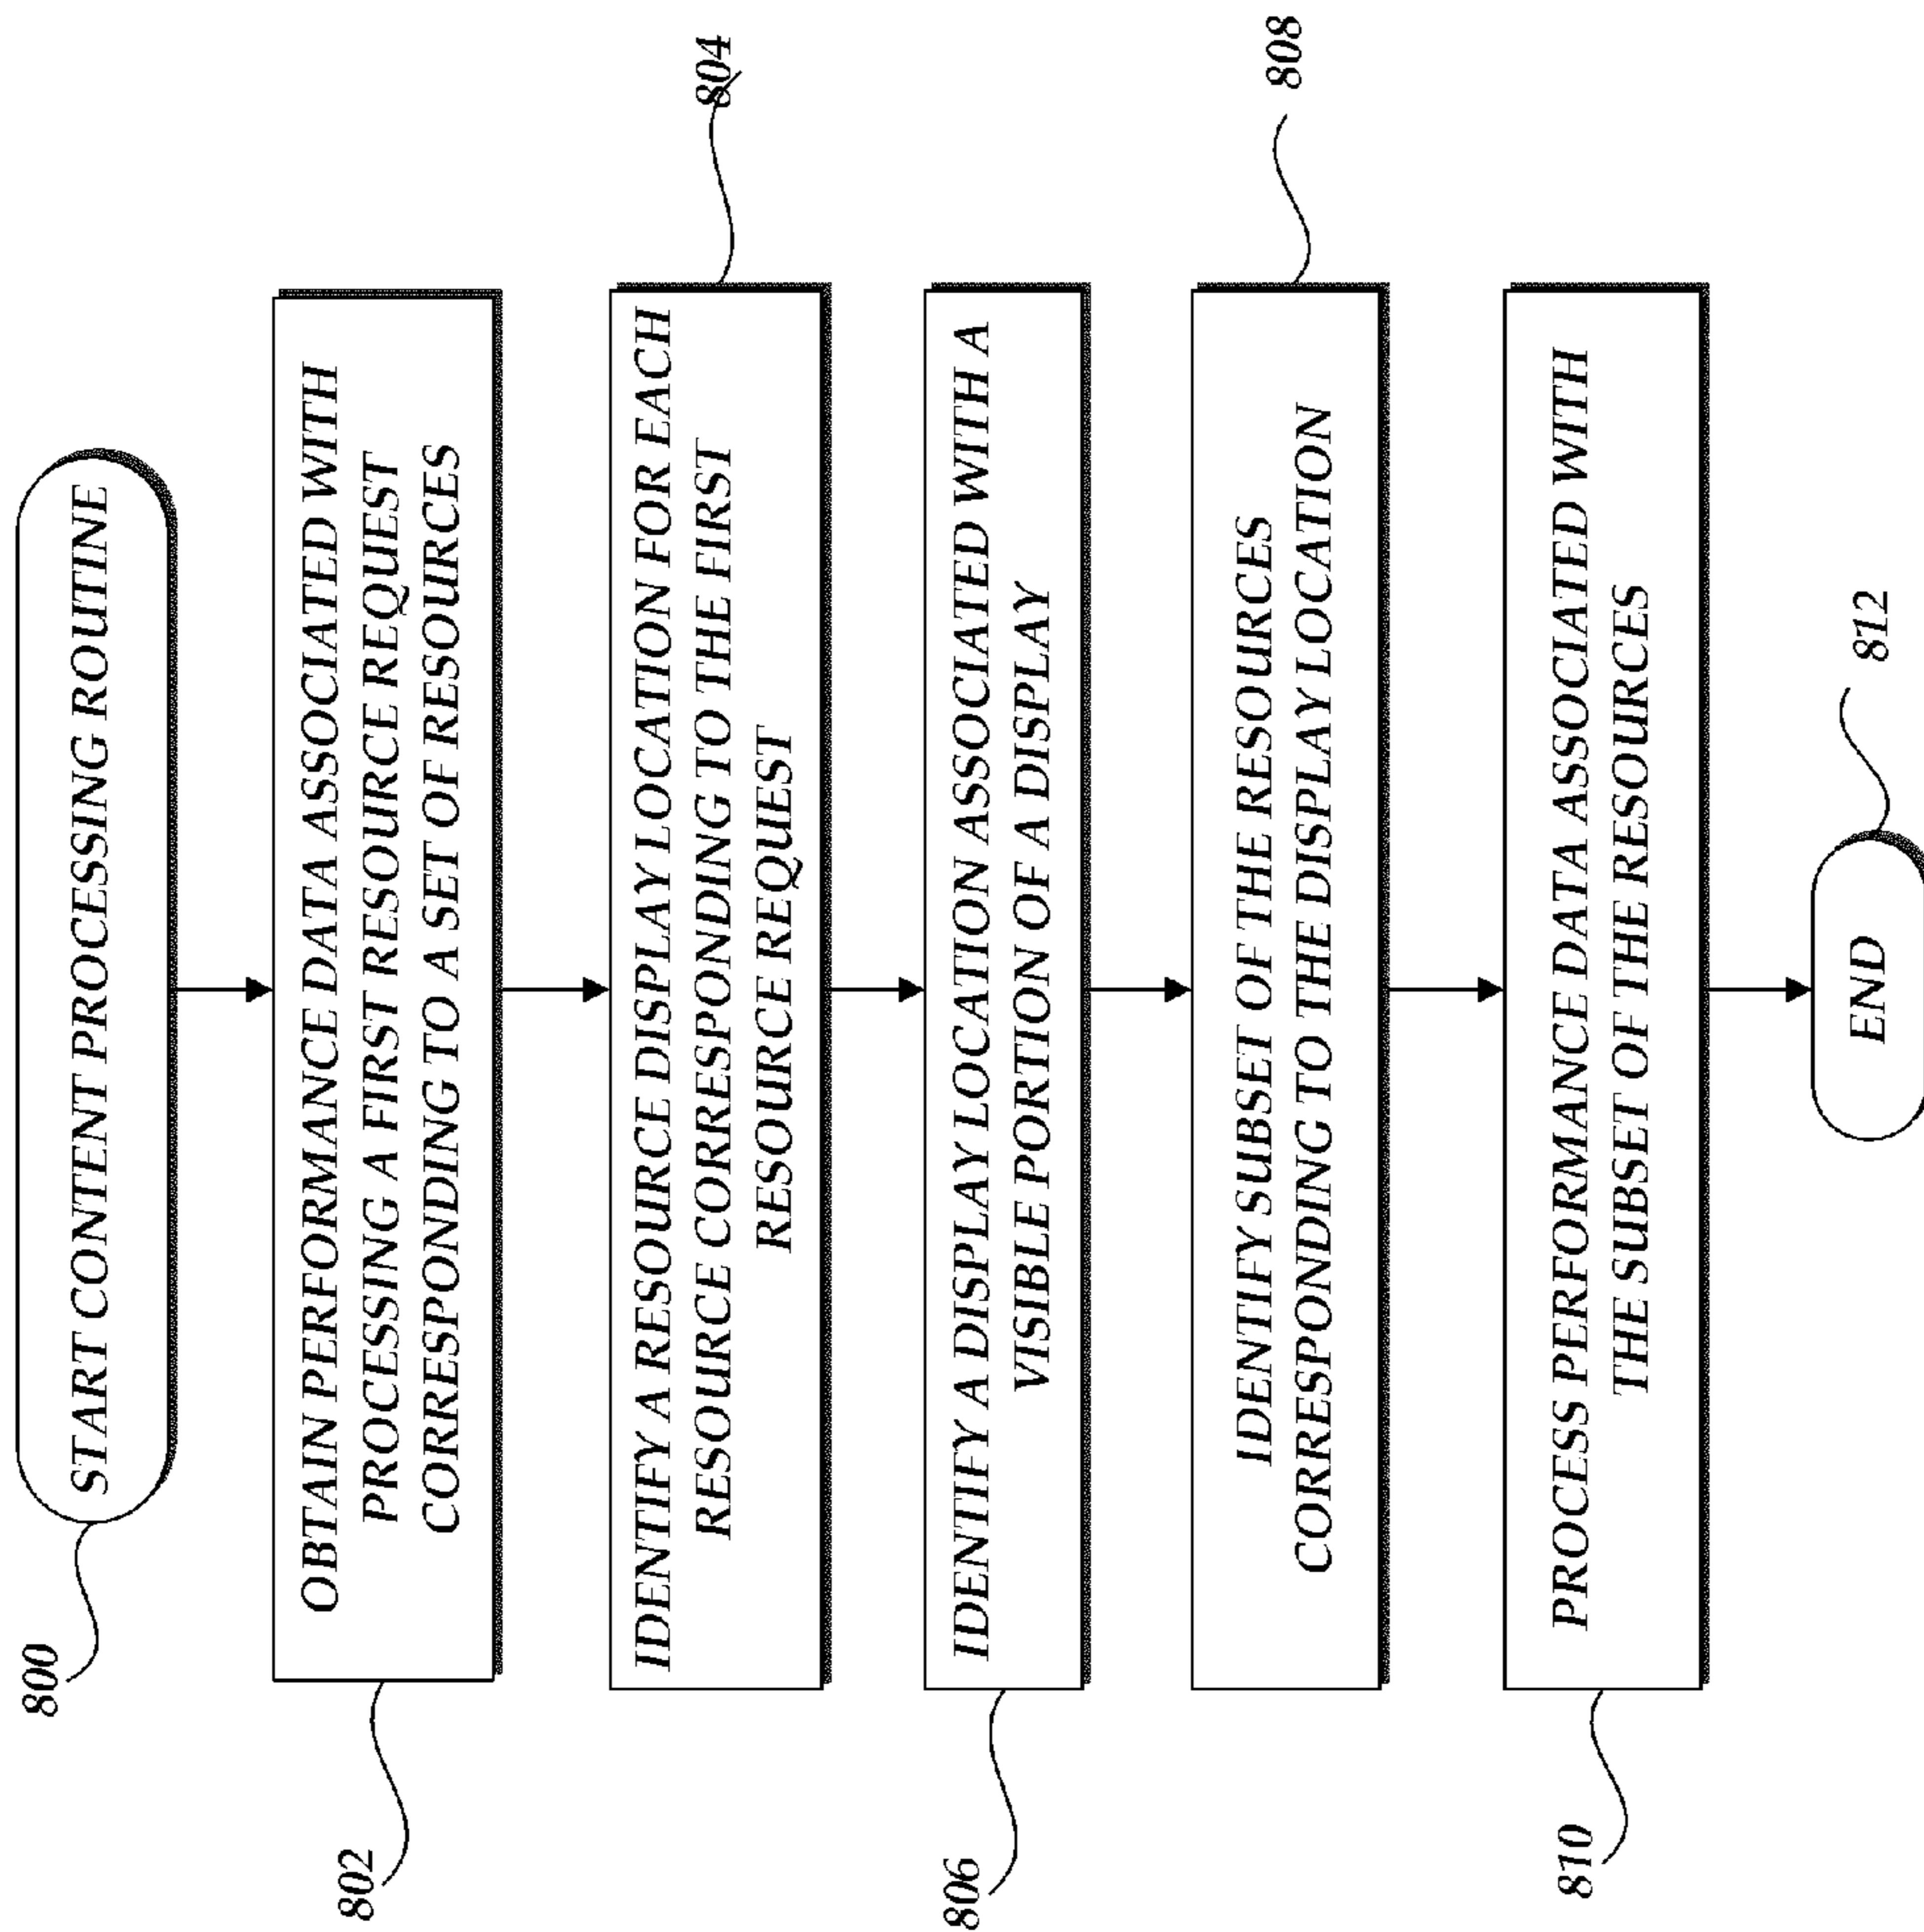 800
START CONTENT PROCESSING ROUTINE
802
OBTAIN PERFORMANCE DATA ASSOCIATED WITH
PROCESSING A FIRST RESOURCE REQUEST
CORRESPONDING TO A SET OF RESOURCES
804
IDENTIFY A RESOURCE DISPLAY LOCATION FOR EACH
RESOURCE CORRESPONDING TO THE FIRST
RESOURCE REQUEST
806
IDENTIFY A DISPLAY LOCATION ASSOCIATED WITH A
VISIBLE PORTION OF A DISPLAY
808
IDENTIFY SUBSET OF THE RESOURCES
CORRESPONDING TO THE DISPLAY LOCATION
810
PROCESS PERFORMANCE DATA ASSOCIATED WITH
THE SUBSET OF THE RESOURCES
812
END